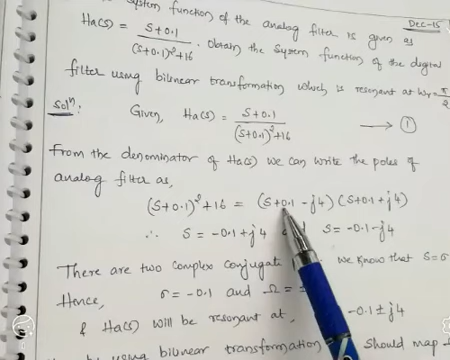 System function of the analog filter is given as Dec-15
Ha(s) = s+0.1 / (s+0.1)²+16 . Obtain the system function of the digital
filter using bilinear transformation which is resonant at wr = π/2
Solⁿ: Given, Ha(s) = s+0.1 / (s+0.1)²+16 → ①
From the denominator of Ha(s) we can write the poles of
analog filter as,
(s+0.1)²+16 = (s+0.1-j4)(s+0.1+j4)
∴ s = -0.1+j4 s = -0.1-j4
There are two complex conjugate we know that s=σ
Hence, σ = -0.1 and Ω =
& Ha(s) will be resonant at, -0.1±j4
using bilinear transformation should map